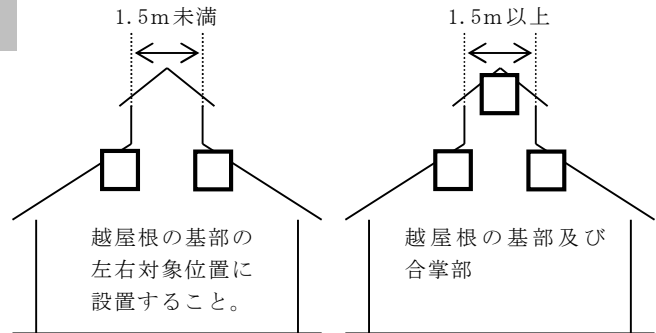 1.5m未満
1.5m以上
越屋根の基部の
左右対象位置に
設置すること。
越屋根の基部及び
合掌部